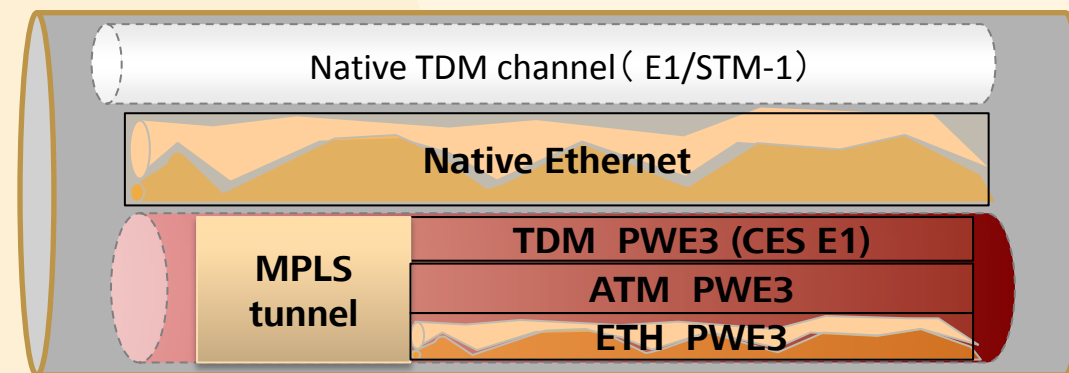 Native TDM channel（ E1/STM-1）
Native Ethernet
MPLS
tunnel
TDM PWE3 (CES E1)
ATM PWE3
ETH PWE3